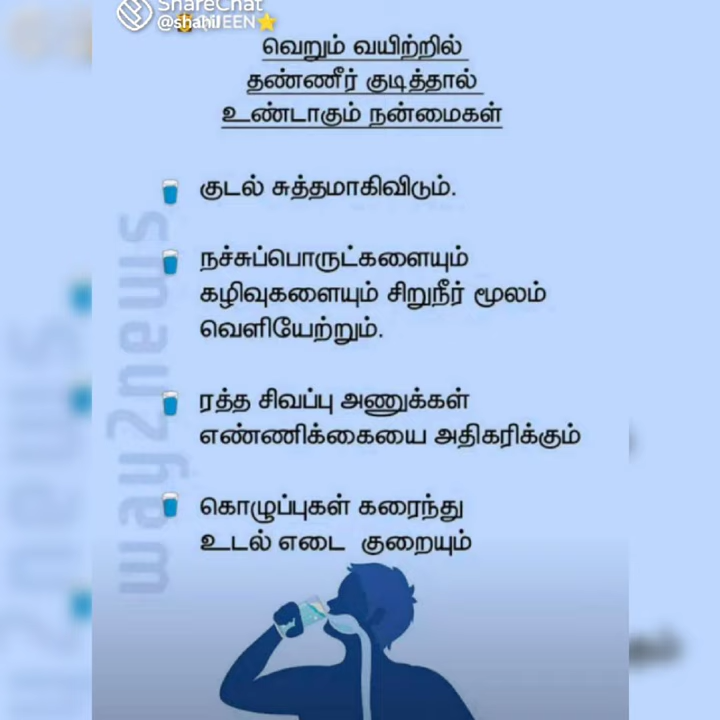 ShareChat
@shahil
வெறும் வயிற்றில்
தண்ணீர் குடித்தால்
உண்டாகும் நன்மைகள்
குடல் சுத்தமாகிவிடும்.
நச்சுப்பொருட்களையும்
கழிவுகளையும் சிறுநீர் மூலம்
வெளியேற்றும்.
ரத்த சிவப்பு அணுக்கள்
எண்ணிக்கையை அதிகரிக்கும்
கொழுப்புகள் கரைந்து
உடல் எடை குறையும்
way2news